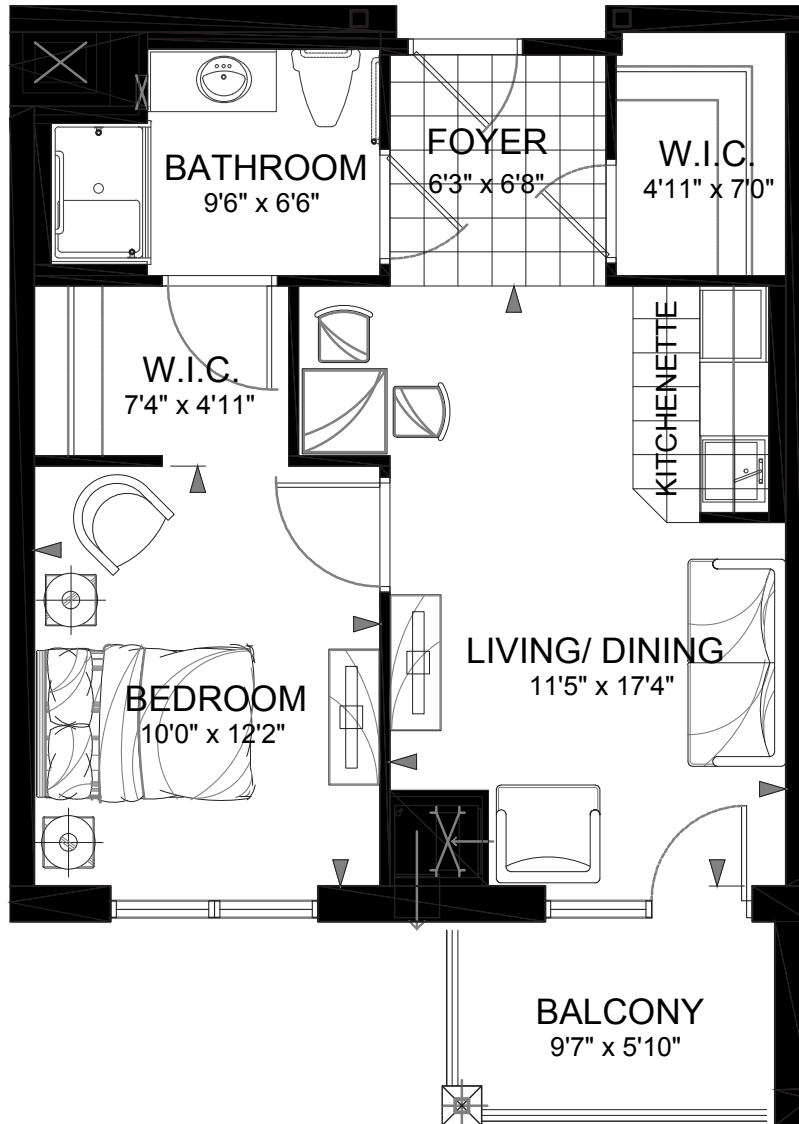 BATHROOM
9'6" x 6'6"
FOYER
6'3" x 6'8"
W.I.C.
4'11" x 7'0"
W.I.C.
7'4" x 4'11"
KITCHENETTE
LIVING/ DINING
11'5" x 17'4"
BEDROOM
10'0" x 12'2"
BALCONY
9'7" x 5'10"